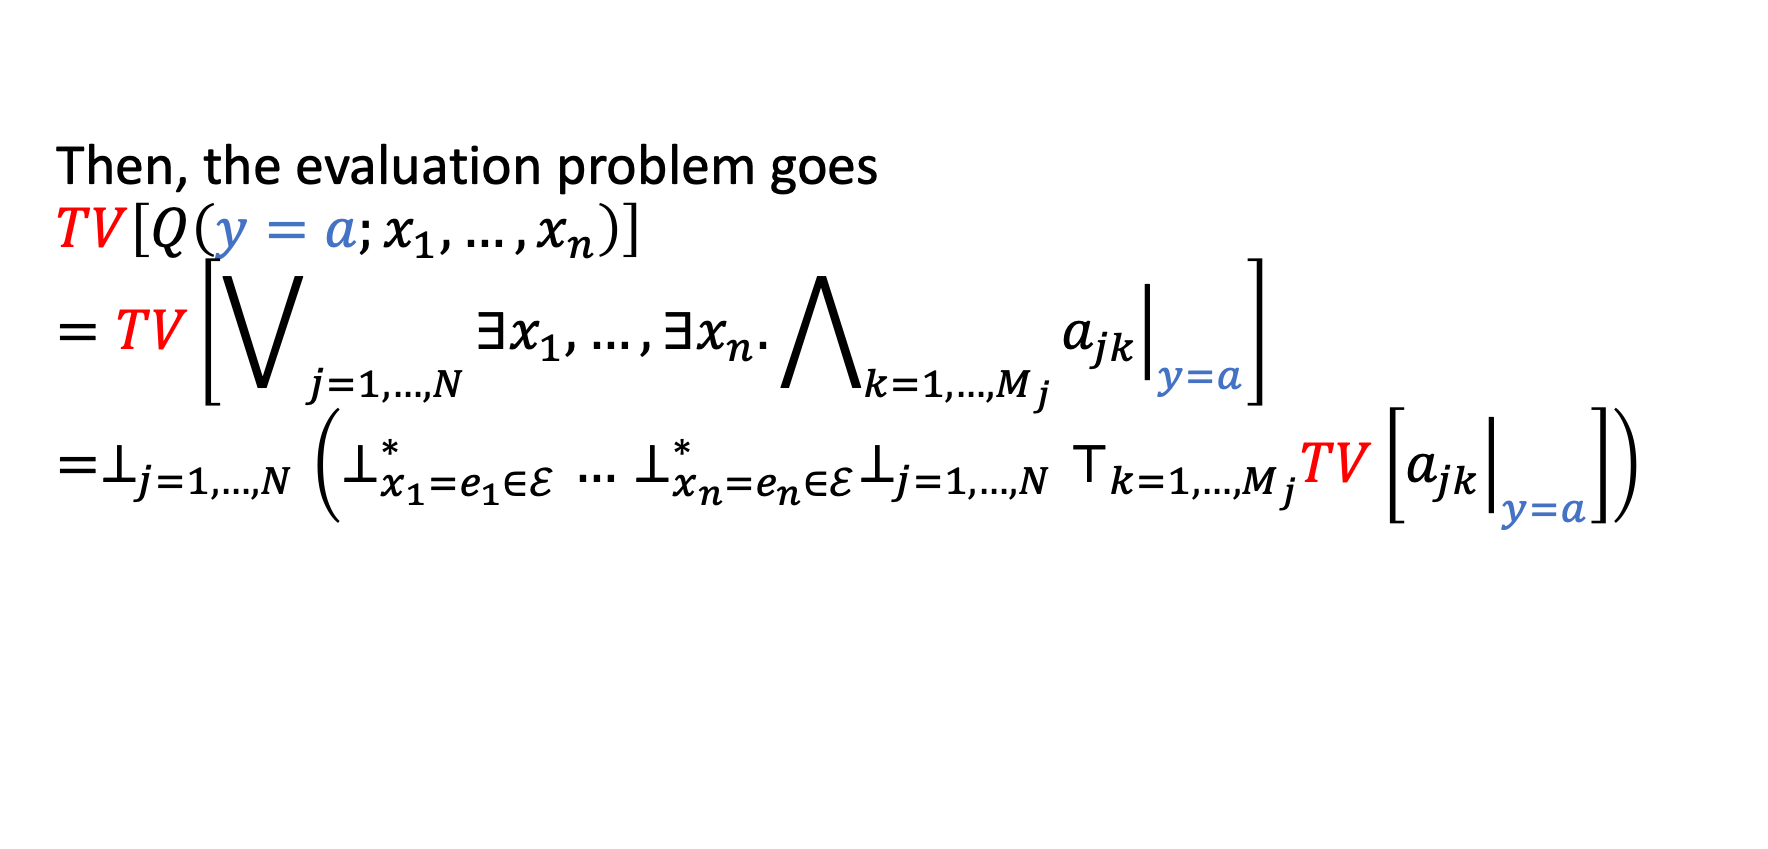 Then, the evaluation problem goes
TV[Q(y = a; x₁, … , xₙ)]
= TV [⋁_{j=1,…,N} ∃x₁, … , ∃xₙ. ⋀_{k=1,…,M_j} a_{jk}|_{y=a}]
=⊥_{j=1,…,N} (⊥*_{x₁=e₁∈ℰ} … ⊥*_{xₙ=eₙ∈ℰ} ⊥_{j=1,…,N} ⊤_{k=1,…,M_j} TV [a_{jk}|_{y=a}])